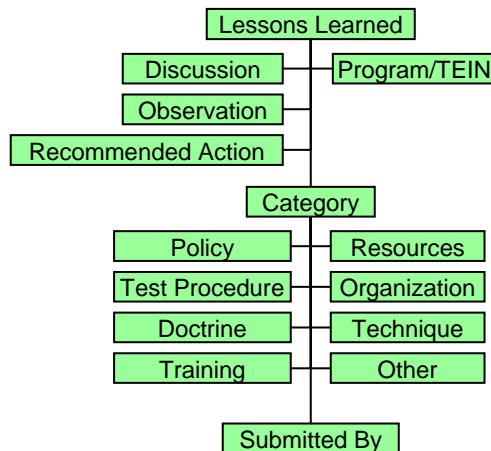 Lessons Learned
Discussion
Program/TEIN
Observation
Recommended Action
Category
Policy
Resources
Test Procedure
Organization
Doctrine
Technique
Training
Other
Submitted By